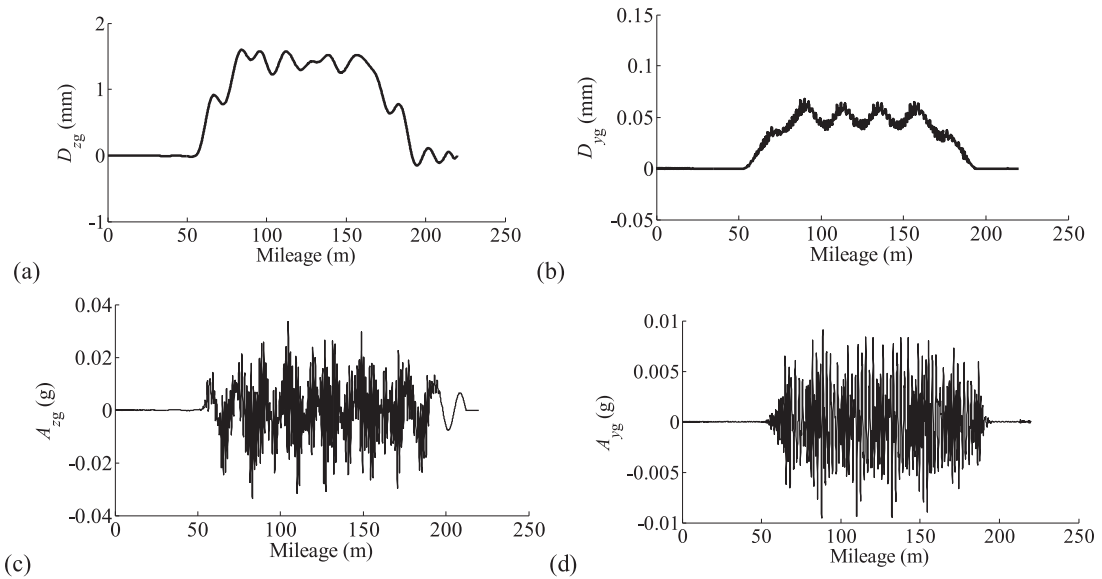 2
1
0
-1
D_zg (mm)
0 50 100 150 200 250
Mileage (m)
(a)
0.15
0.1
0.05
0
-0.05
D_yg (mm)
0 50 100 150 200 250
Mileage (m)
(b)
0.04
0.02
0
-0.02
-0.04
A_zg (g)
0 50 100 150 200 250
Mileage (m)
(c)
0.01
0.005
0
-0.005
-0.01
A_yg (g)
0 50 100 150 200 250
Mileage (m)
(d)